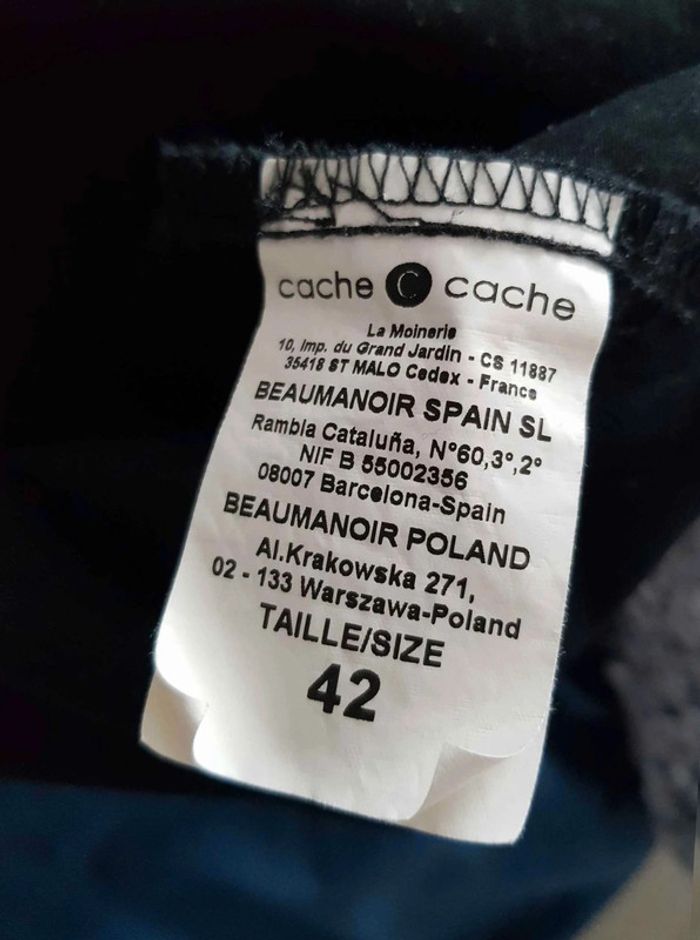 cache C cache
La Moinerie
10, Imp. du Grand Jardin - CS 11887
35418 ST MALO Cedex - France
BEAUMANOIR SPAIN SL
Rambla Cataluña, N°60,3°,2°
NIF B 55002356
08007 Barcelona-Spain
BEAUMANOIR POLAND
Al.Krakowska 271,
02 - 133 Warszawa-Poland
TAILLE/SIZE
42